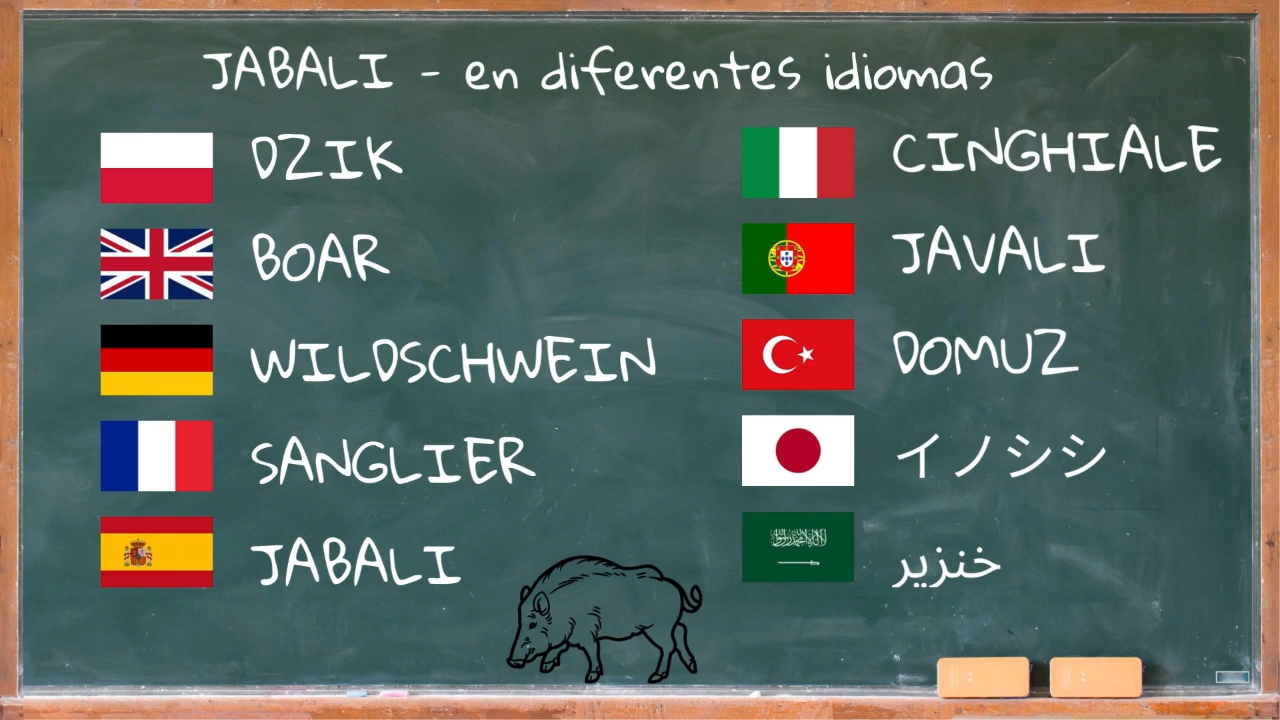 JABALI - en diferentes idiomas
DZIK
BOAR
WILDSCHWEIN
SANGLIER
JABALI
CINGHIALE
JAVALI
DOMUZ
イノシシ
خنزير